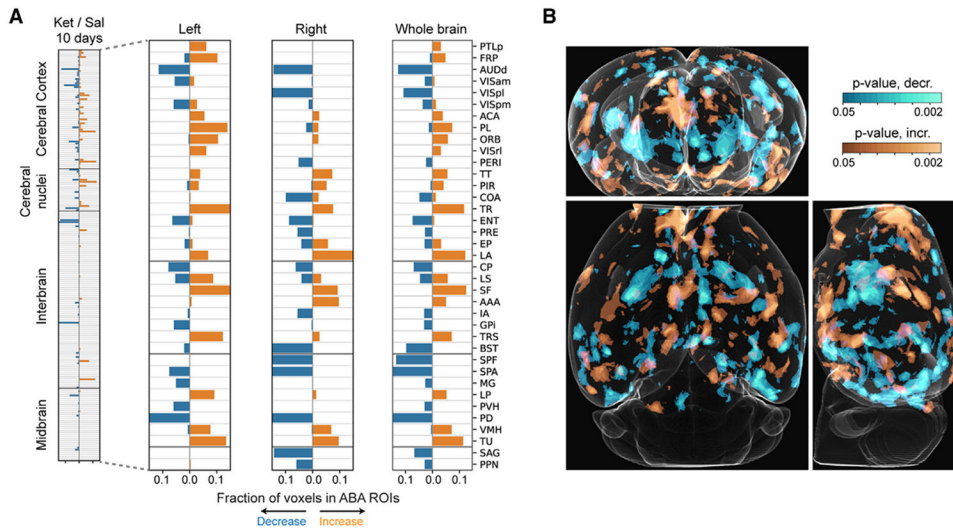 A
Ket / Sal
10 days
Left
Right
Whole brain
Cerebral Cortex
Cerebral
nuclei
Interbrain
Midbrain
PTLp
FRP
AUDd
VISam
VISpl
VISpm
ACA
PL
ORB
VISrl
PERI
TT
PIR
COA
TR
ENT
PRE
EP
LA
CP
LS
SF
AAA
IA
GPi
TRS
BST
SPF
SPA
MG
LP
PVH
PD
VMH
TU
SAG
PPN
0.1 0 0.1
0.1 0 0.1
0.1 0 0.1
Fraction of voxels in ABA ROIs
Decrease Increase
B
p-value, decr.
0.05 0.002
p-value, incr.
0.05 0.002